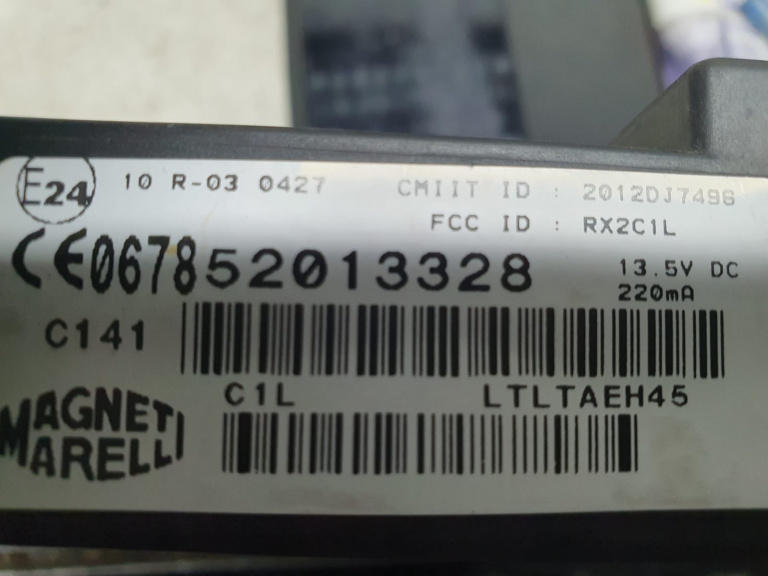 E24 10 R-03 0427 CMIIT ID : 2012DJ7496
FCC ID : RX2C1L
CE0678 52013328 13.5V DC
220mA
C141
C1L LTLTAEH45
MAGNETI
MARELLI